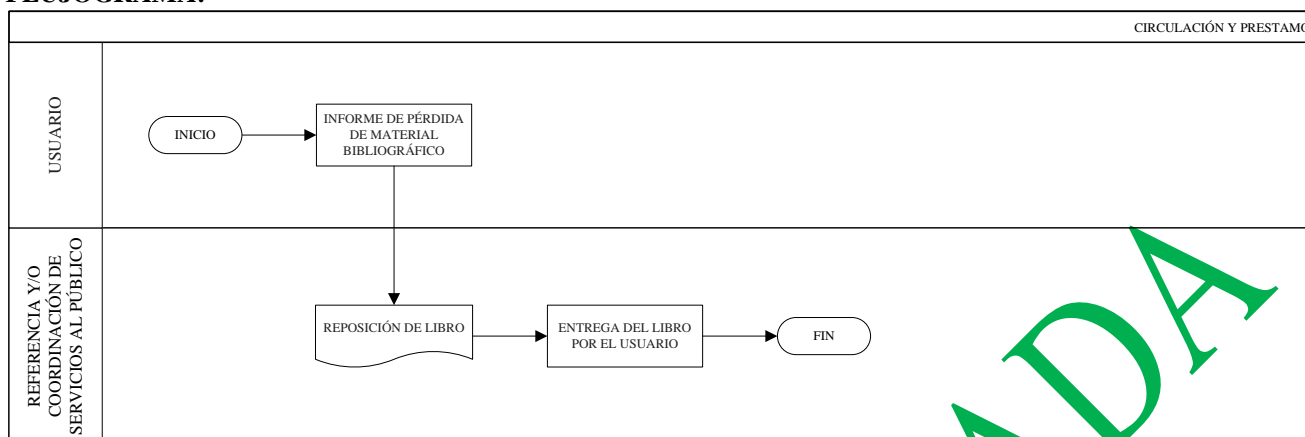 CIRCULACIÓN Y PRESTAMO
USUARIO
INICIO
INFORME DE PÉRDIDA
DE MATERIAL
BIBLIOGRÁFICO
REFERENCIA Y/O
COORDINACIÓN DE
SERVICIOS AL PÚBLICO
REPOSICIÓN DE LIBRO
ENTREGA DEL LIBRO
POR EL USUARIO
FIN
ADA